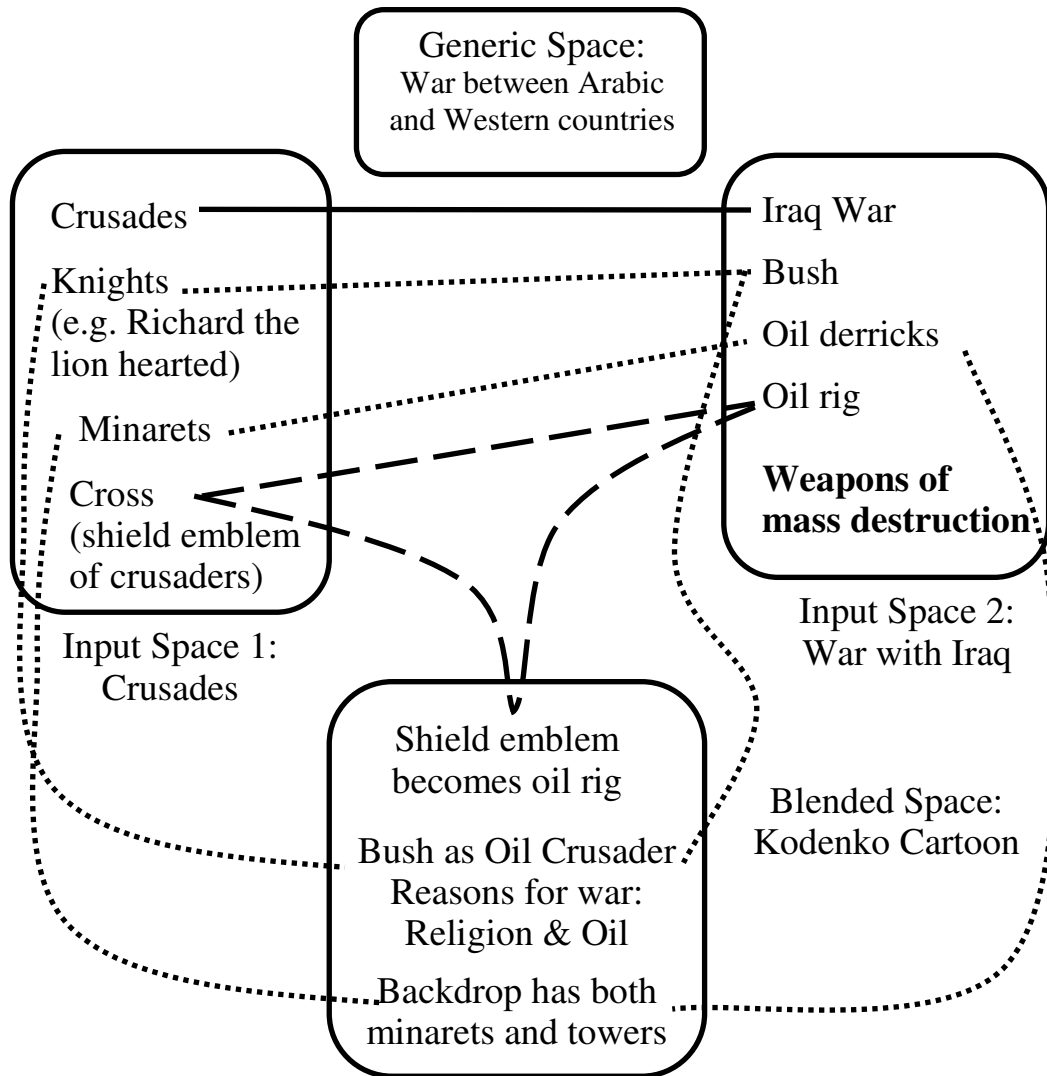 Generic Space:
War between Arabic
and Western countries
Crusades
Knights
(e.g. Richard the
lion hearted)
Minarets
Cross
(shield emblem
of crusaders)
Input Space 1:
Crusades
Iraq War
Bush
Oil derricks
Oil rig
Weapons of
mass destruction
Input Space 2:
War with Iraq
Shield emblem
becomes oil rig
Bush as Oil Crusader
Reasons for war:
Religion & Oil
Backdrop has both
minarets and towers
Blended Space:
Kodenko Cartoon